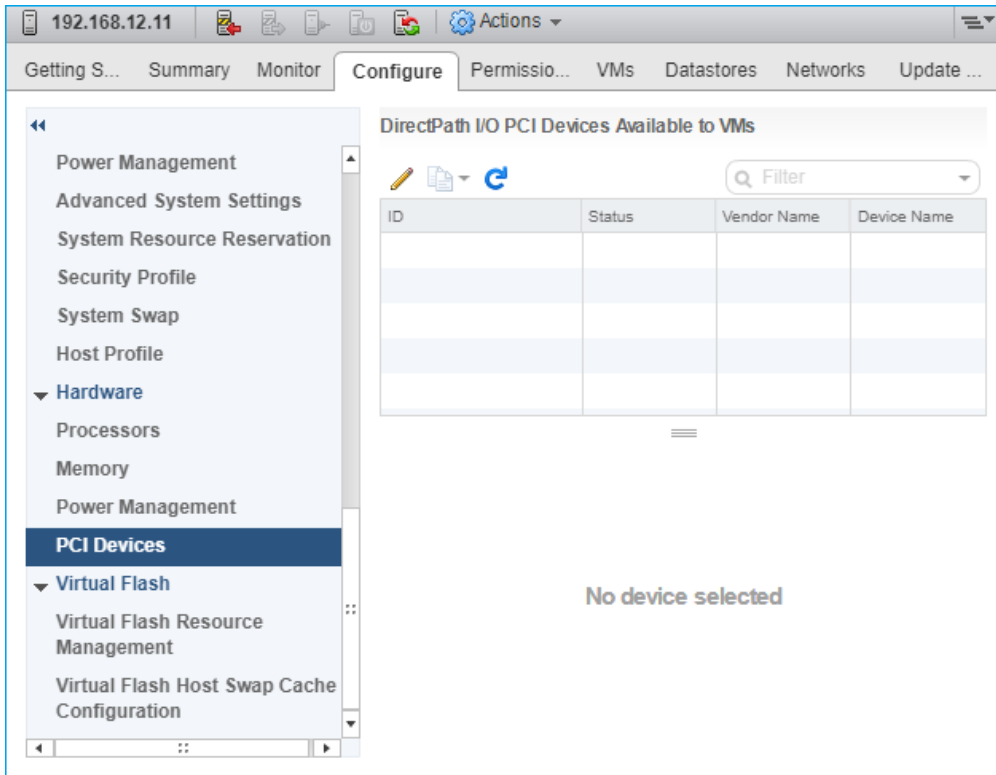 192.168.12.11 Actions
Getting S... Summary Monitor Configure Permissio... VMs Datastores Networks Update ...
Power Management
Advanced System Settings
System Resource Reservation
Security Profile
System Swap
Host Profile
Hardware
Processors
Memory
Power Management
PCI Devices
Virtual Flash
Virtual Flash Resource
Management
Virtual Flash Host Swap Cache
Configuration
DirectPath I/O PCI Devices Available to VMs
Filter
ID Status Vendor Name Device Name
No device selected